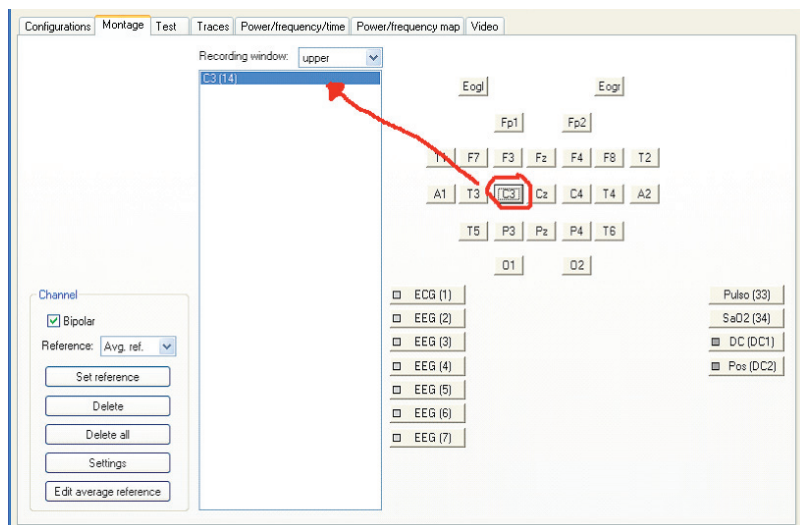 Configurations Montage Test Traces Power/frequency/time Power/frequency map Video
Recording window: upper
C3 (14)
Eogl Eogr
Fp1 Fp2
T1 F7 F3 Fz F4 F8 T2
A1 T3 C3 Cz C4 T4 A2
T5 P3 Pz P4 T6
O1 O2
Channel
Bipolar
Reference: Avg. ref.
Set reference
Delete
Delete all
Settings
Edit average reference
ECG (1)
EEG (2)
EEG (3)
EEG (4)
EEG (5)
EEG (6)
EEG (7)
Pulso (33)
SaO2 (34)
DC (DC1)
Pos (DC2)